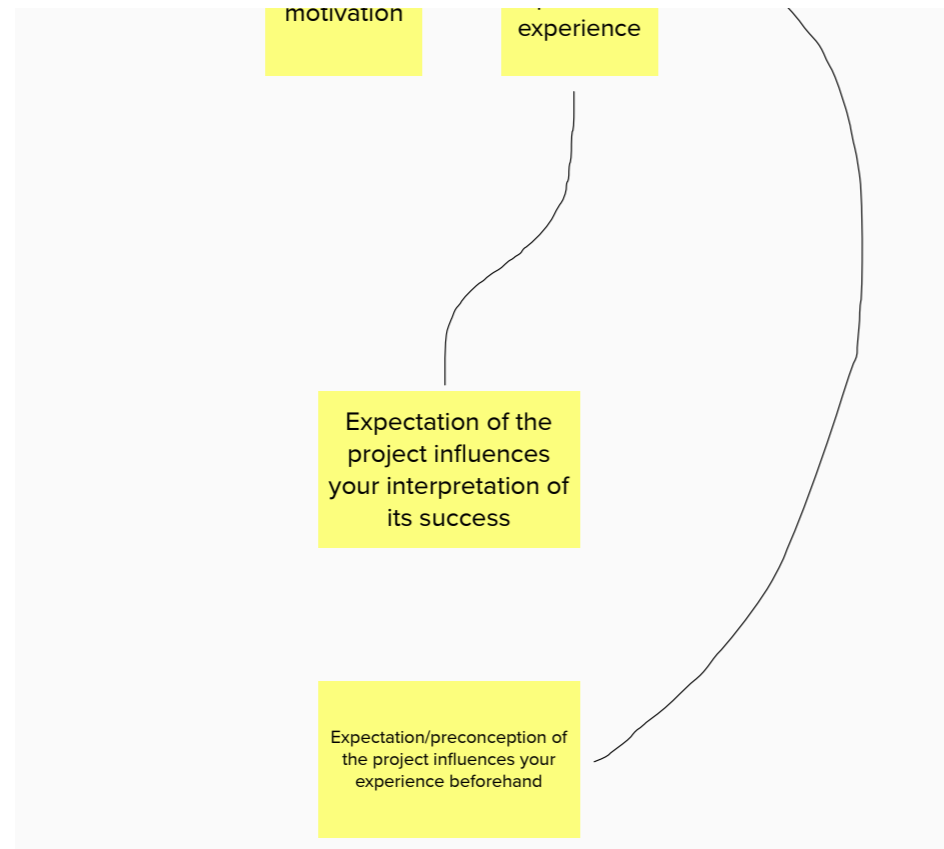 motivation
experience
Expectation of the
project influences
your interpretation of
its success
Expectation/preconception of
the project influences your
experience beforehand